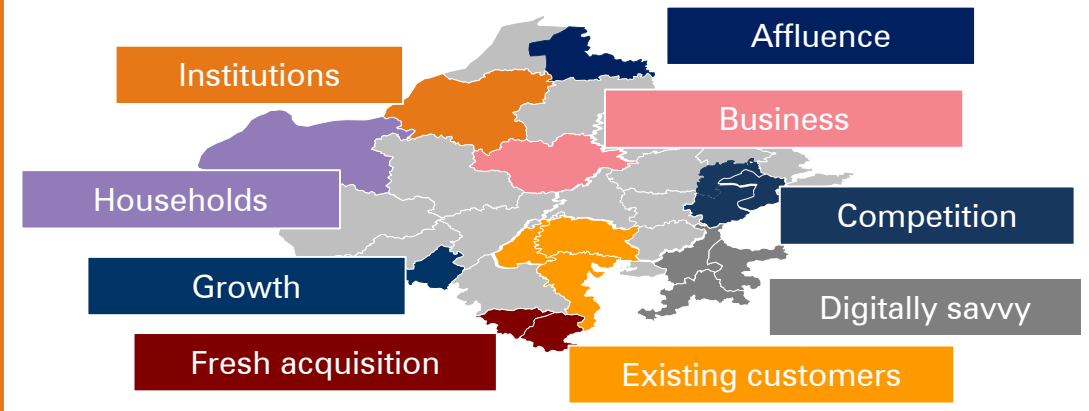 Affluence
Institutions
Business
Households
Competition
Growth
Digitally savvy
Fresh acquisition
Existing customers